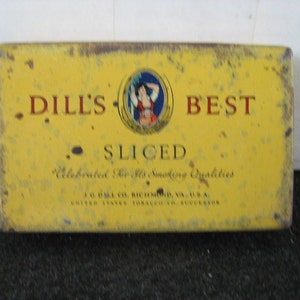 DILL'S BEST
SLICED
Celebrated For Its Smoking Qualities
J. G. DILL CO., RICHMOND, VA., U.S.A.
UNITED STATES TOBACCO CO., SUCCESSOR